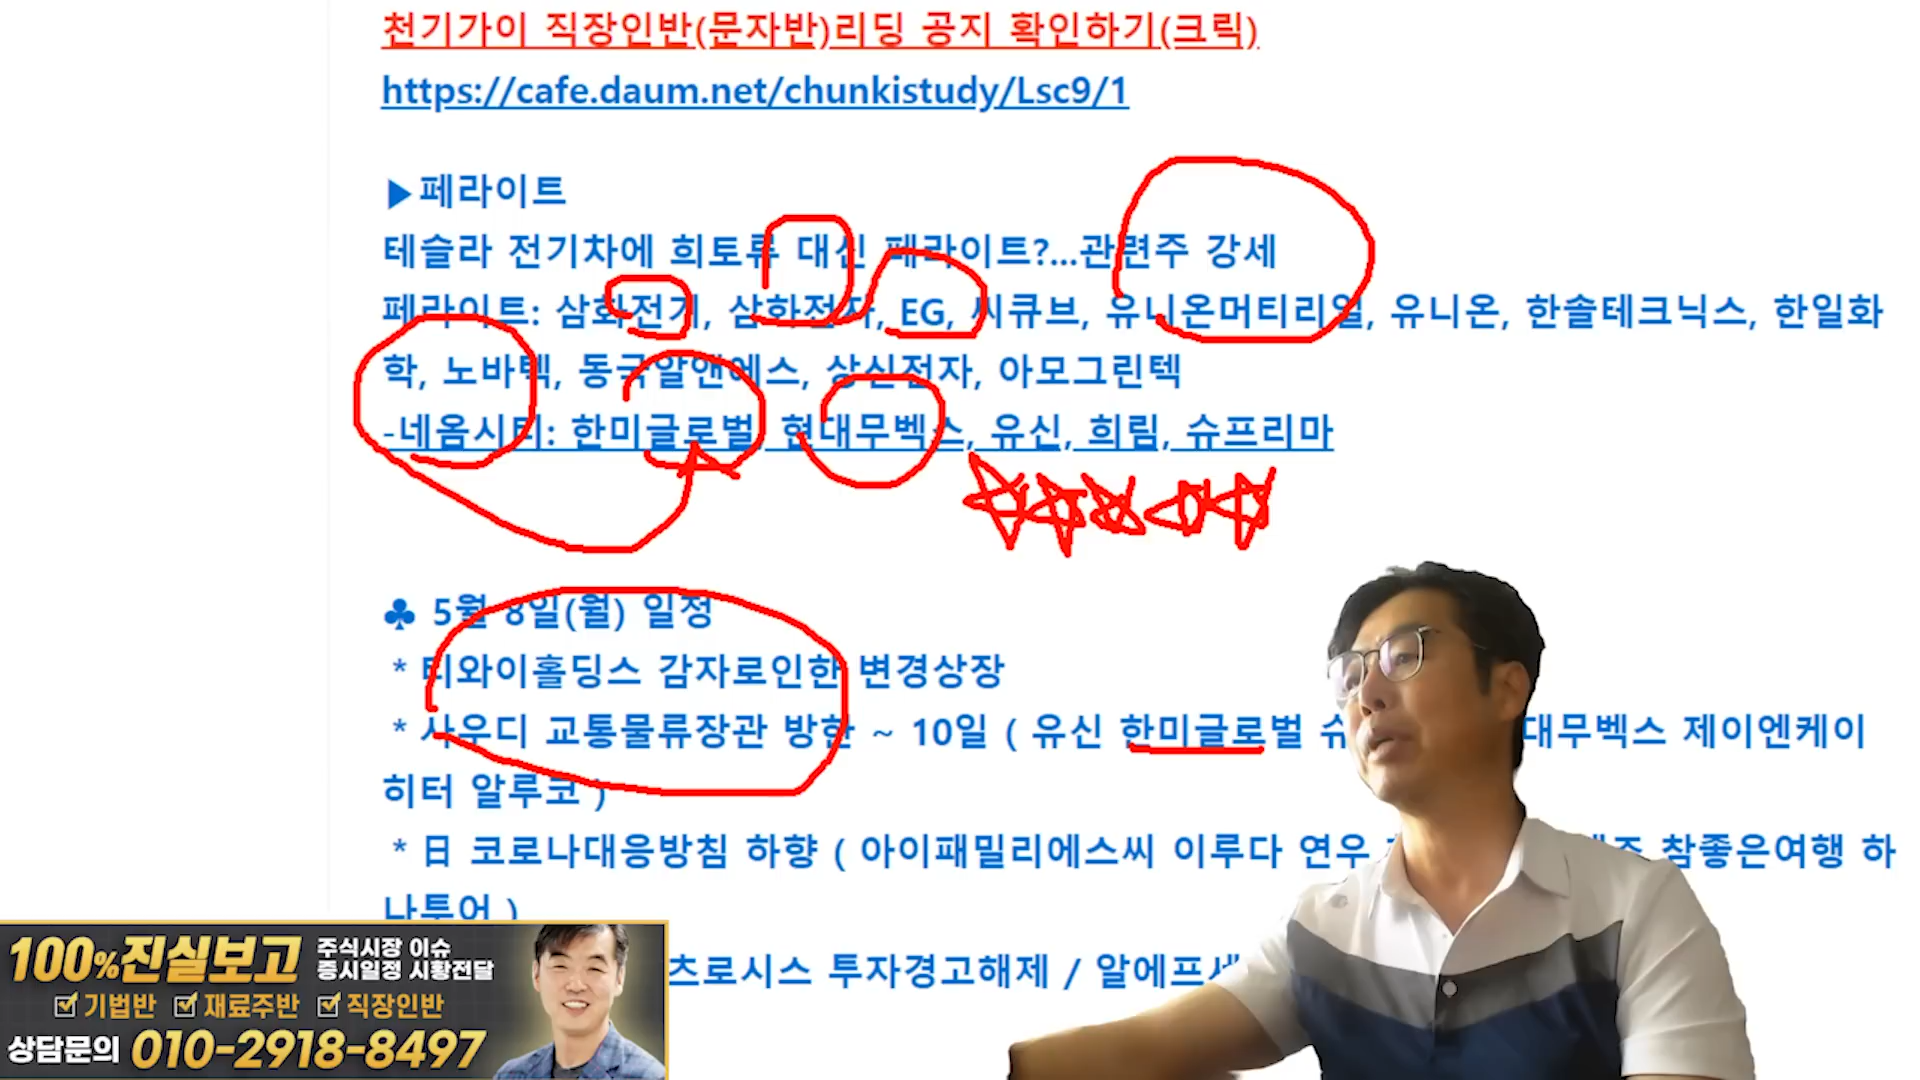 천기가이 직장인반(문자반)리딩 공지 확인하기(크릭)
https://cafe.daum.net/chunkistudy/Lsc9/1
▶페라이트
테슬라 전기차에 희토류 대신 페라이트?...관련주 강세
페라이트: 삼화전기, 삼화전자, EG, 씨큐브, 유니온머티리얼, 유니온, 한솔테크닉스, 한일화
학, 노바텍, 동국알앤에스, 상신전자, 아모그린텍
-네옴시티: 한미글로벌, 현대무벡스, 유신, 희림, 슈프리마
♣ 5월 8일(월) 일정
* 티와이홀딩스 감자로인한 변경상장
* 사우디 교통물류장관 방한 ~ 10일 ( 유신 한미글로벌 슈 대무벡스 제이엔케이
히터 알루코 )
* 日 코로나대응방침 하향 ( 아이패밀리에스씨 이루다 연우 참좋은여행 하
나투어 )
츠로시스 투자경고해제 / 알에프세
100%진실보고
주식시장 이슈
증시일정 시황전달
기법반 재료주반 직장인반
상담문의 010-2918-8497